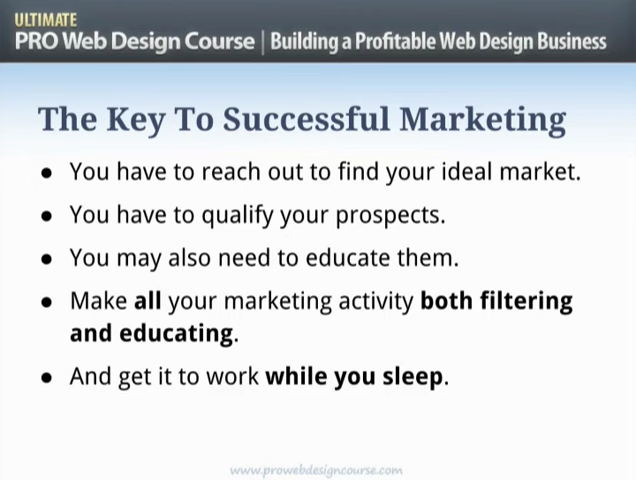 ULTIMATE
PRO Web Design Course | Building a Profitable Web Design Business
The Key To Successful Marketing
● You have to reach out to find your ideal market.
● You have to qualify your prospects.
● You may also need to educate them.
● Make all your marketing activity both filtering
and educating.
● And get it to work while you sleep.
www.prowebdesigncourse.com